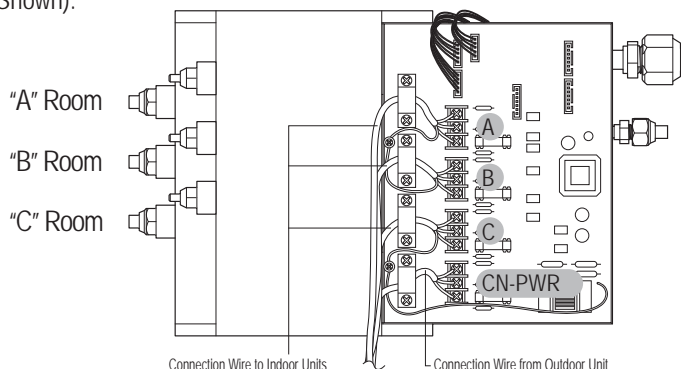 Shown).
"A" Room
"B" Room
"C" Room
A
B
C
CN-PWR
Connection Wire to Indoor Units
Connection Wire from Outdoor Unit